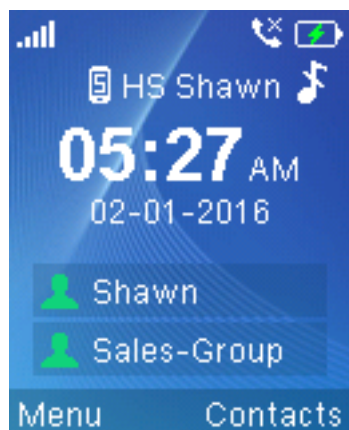 HS Shawn
05:27 AM
02-01-2016
Shawn
Sales-Group
Menu Contacts